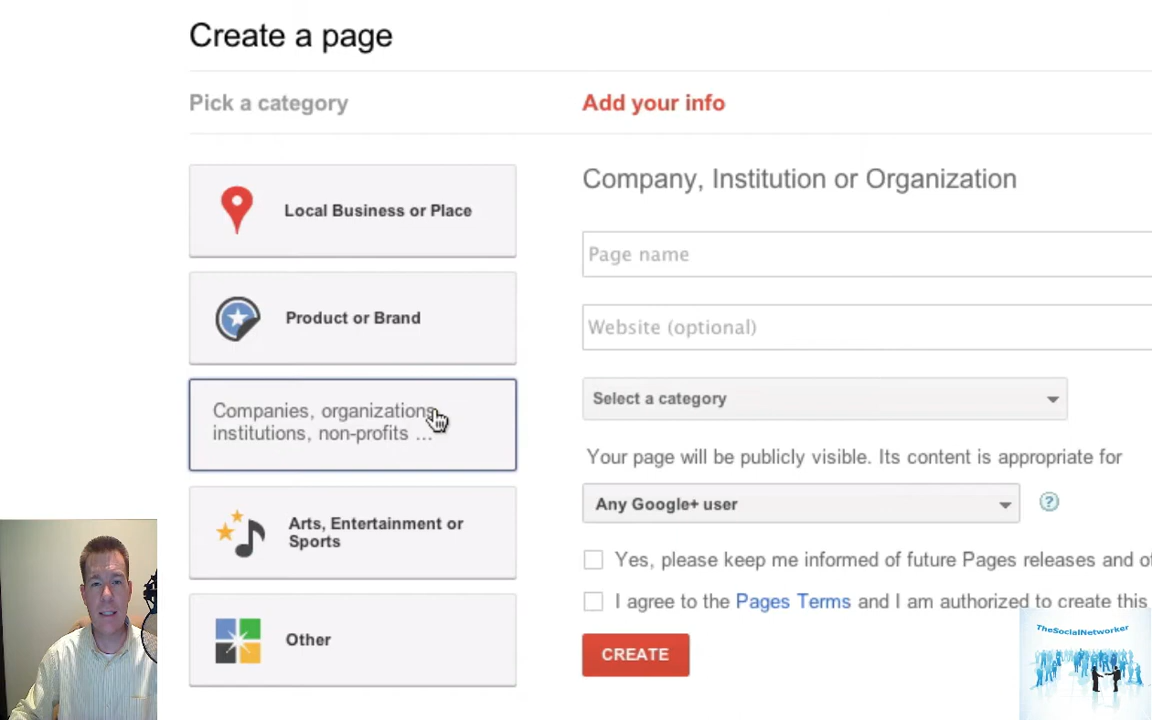 Create a page
Pick a category
Add your info
Local Business or Place
Product or Brand
Companies, organizations
institutions, non-profits ...
Arts, Entertainment or
Sports
Other
Company, Institution or Organization
Page name
Website (optional)
Select a category
Your page will be publicly visible. Its content is appropriate for
Any Google+ user
?
Yes, please keep me informed of future Pages releases and
I agree to the Pages Terms and I am authorized to create this
CREATE
TheSocialNetworker